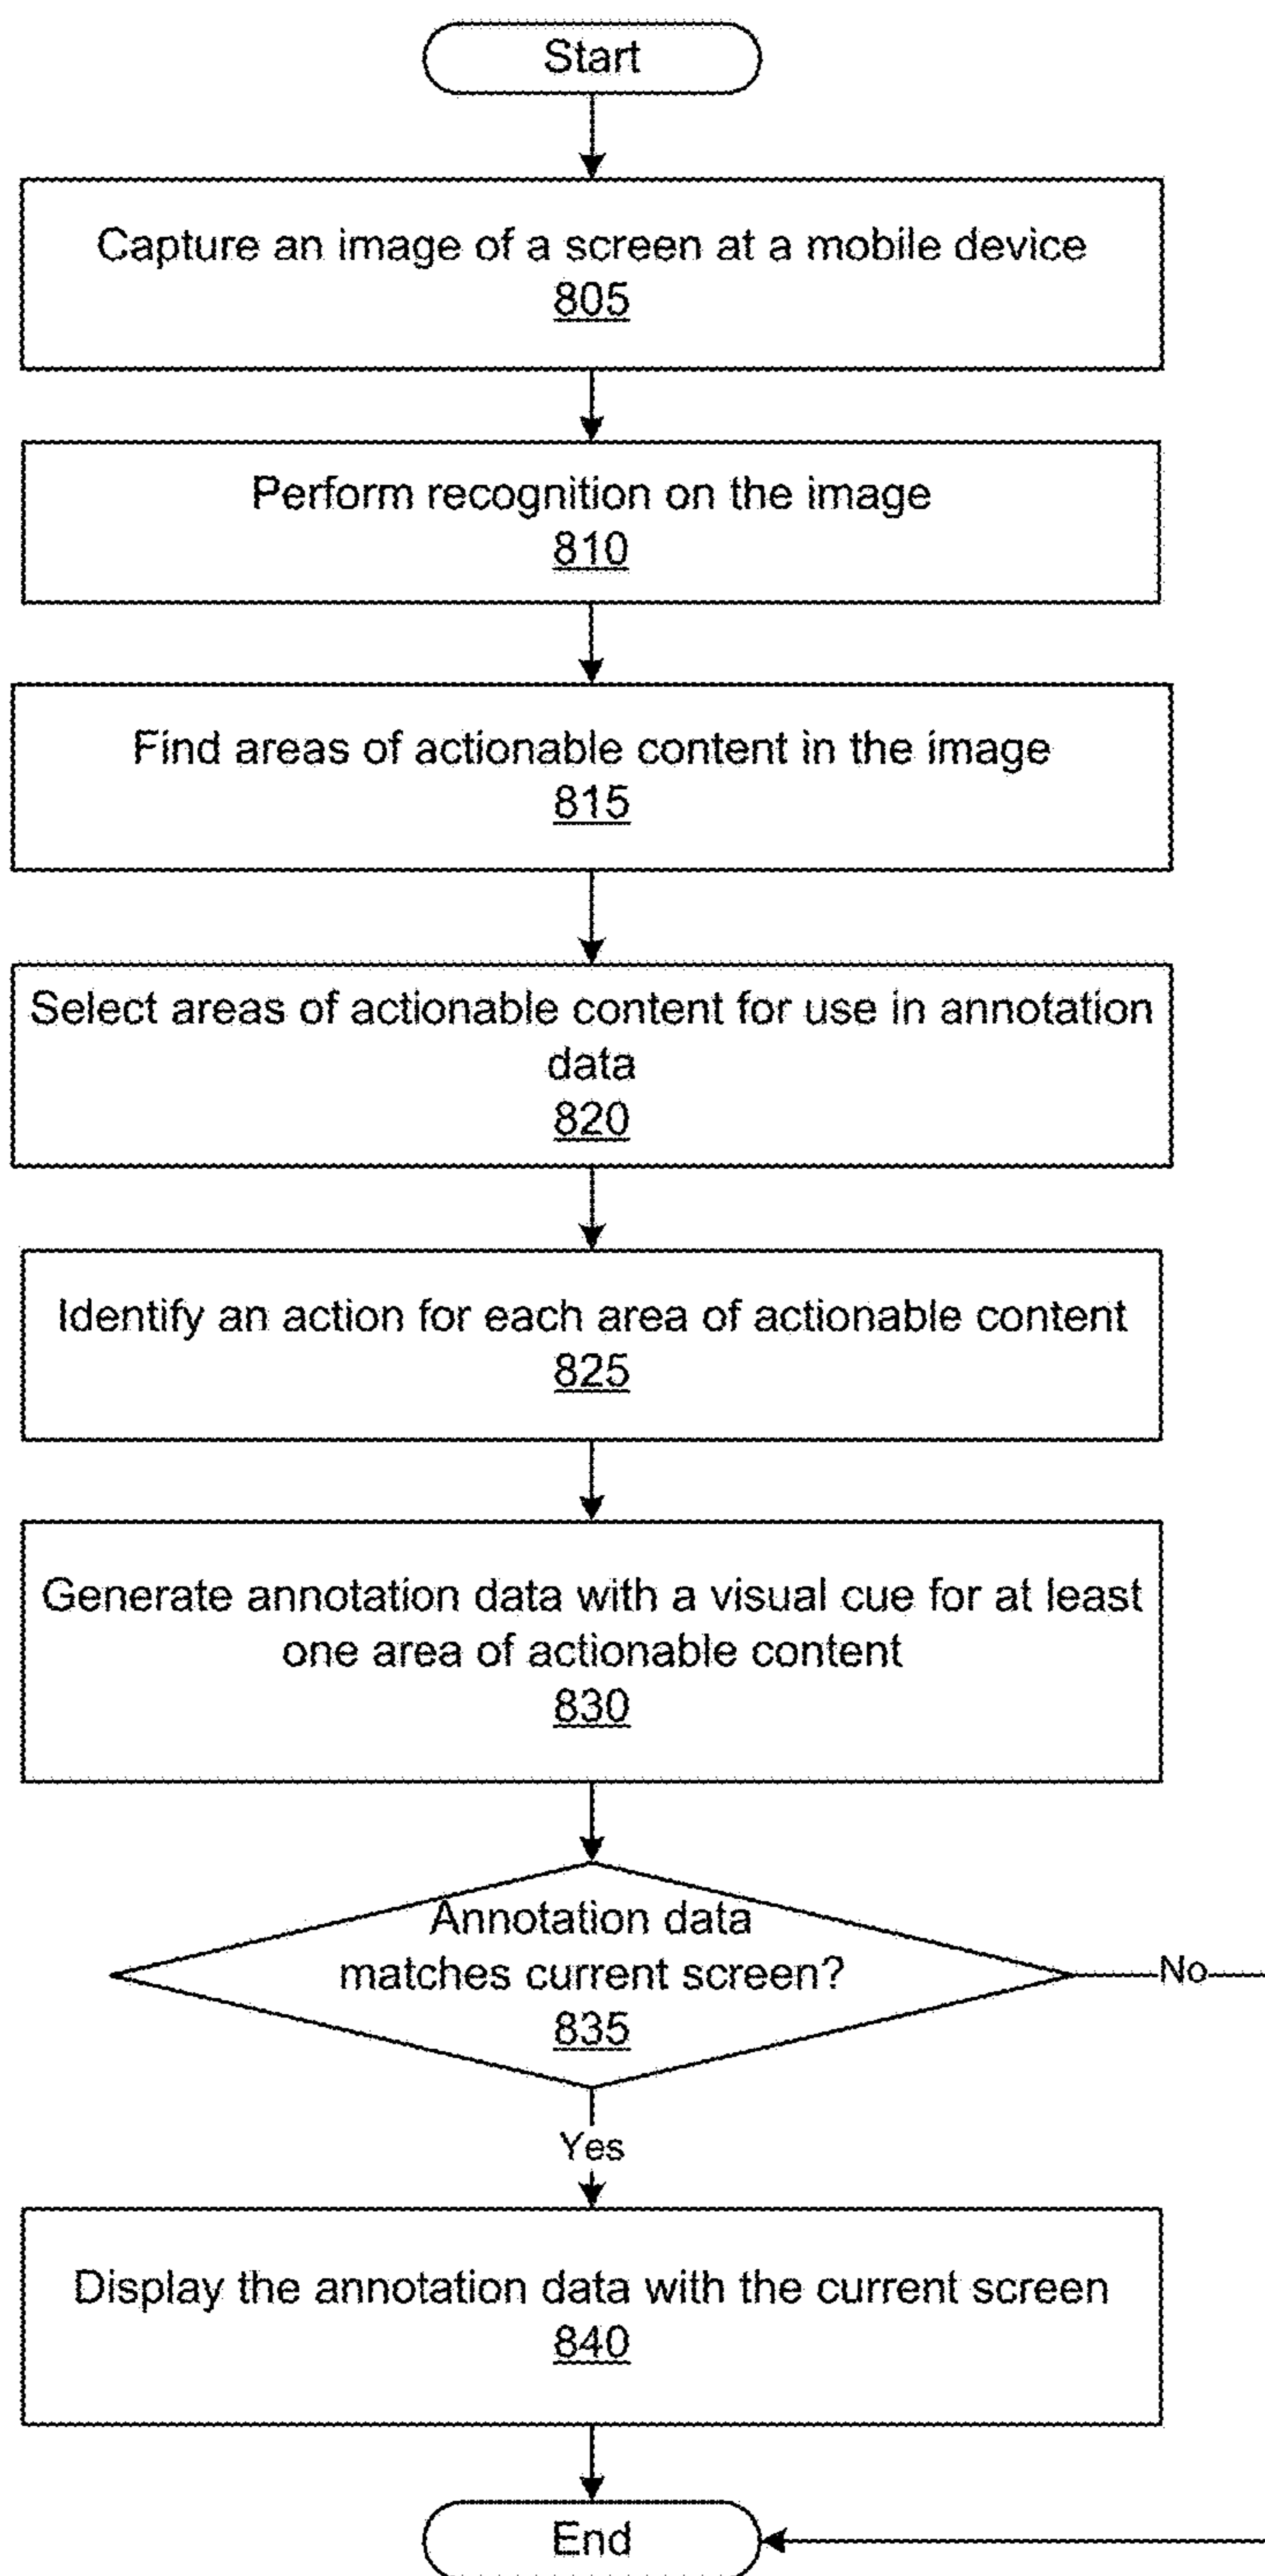 Start
Capture an image of a screen at a mobile device
805
Perform recognition on the image
810
Find areas of actionable content in the image
815
Select areas of actionable content for use in annotation
data
820
Identify an action for each area of actionable content
825
Generate annotation data with a visual cue for at least
one area of actionable content
830
Annotation data
matches current screen?
835
No
Yes
Display the annotation data with the current screen
840
End